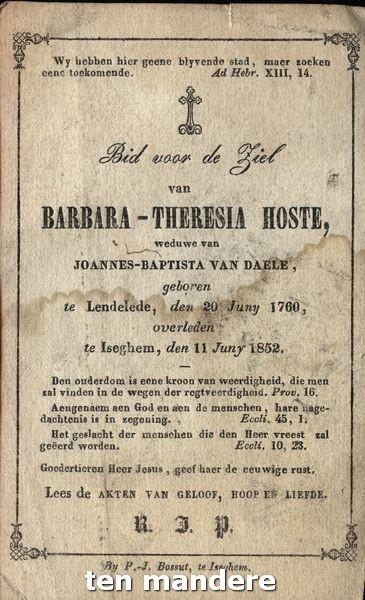 Wy hebben hier geene blyvende stad, maer zoeken
eene toekomende. Ad Hebr. XIII, 14.
Bid voor de Ziel
van
BARBARA-THERESIA HOSTE,
weduwe van
JOANNES-BAPTISTA VAN DAELE,
geboren
te Lendelede, den 20 Juny 1760,
overleden
te Iseghem, den 11 Juny 1852.
Den ouderdom is eene kroon van weerdigheid, die men
zal vinden in de wegen der regtveerdigheid. Prov. 16.
Aengenaem aen God en aen de menschen, hare nage-
dachtenis is in zegening. Eccli. 45, 1.
Het geslacht der menschen die den Heer vreest zal
geëerd worden. Eccli. 10, 23.
Goedertieren Heer Jesus, geef haer de eeuwige rust.
Lees de AKTEN VAN GELOOF, HOOP EN LIEFDE.
R. I. P.
By P.-J. Bossut, te Iseghem.
ten mandere